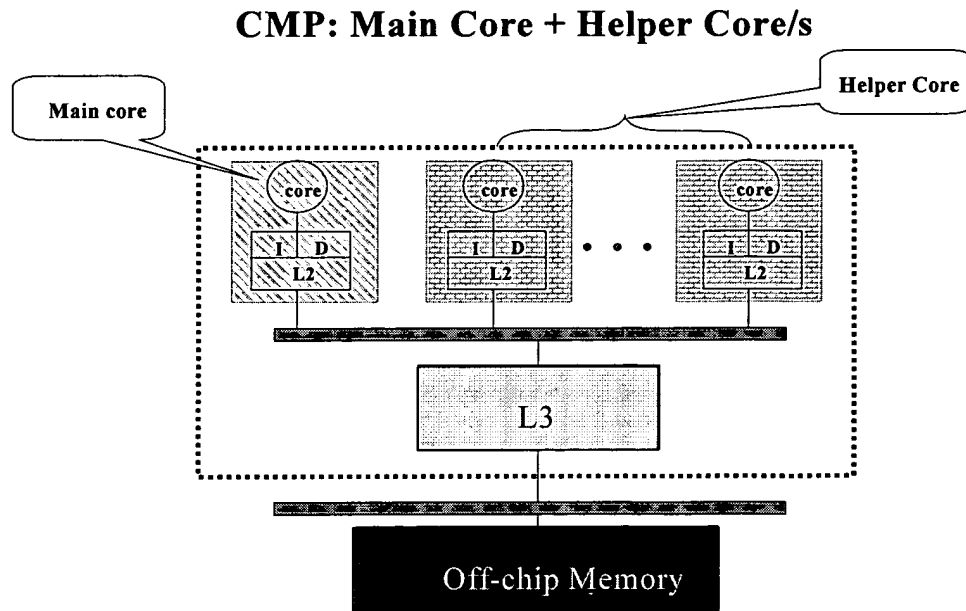 CMP: Main Core + Helper Core/s
Main core
Helper Core
core
core
core
I D
I D
I D
L2
L2
L2
• • •
L3
Off-chip Memory